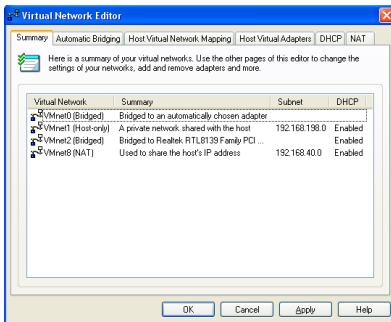 Virtual Network Editor
Summary Automatic Bridging Host Virtual Network Mapping Host Virtual Adapters DHCP NAT
Here is a summary of your virtual networks. Use the other pages of this editor to change the
settings of your networks, add and remove adapters and more.
Virtual Network Summary Subnet DHCP
VMnet0 (Bridged) Bridged to an automatically chosen adapter
VMnet1 (Host-only) A private network shared with the host 192.168.198.0 Enabled
VMnet2 (Bridged) Bridged to Realtek RTL8139 Family PCI ... Enabled
VMnet8 (NAT) Used to share the host's IP address 192.168.40.0 Enabled
OK Cancel Apply Help